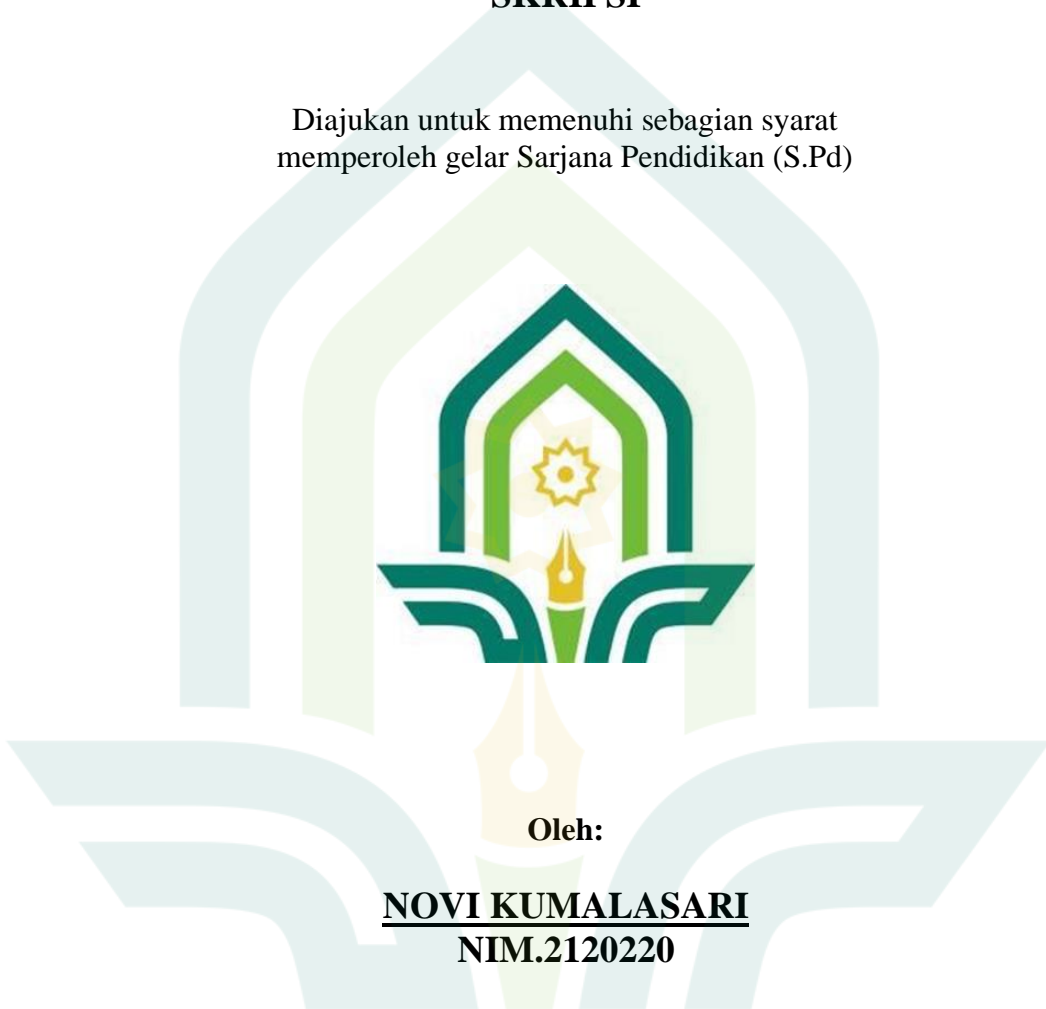 SKRIPSI
Diajukan untuk memenuhi sebagian syarat
memperoleh gelar Sarjana Pendidikan (S.Pd)
Oleh:
NOVI KUMALASARI
NIM.2120220